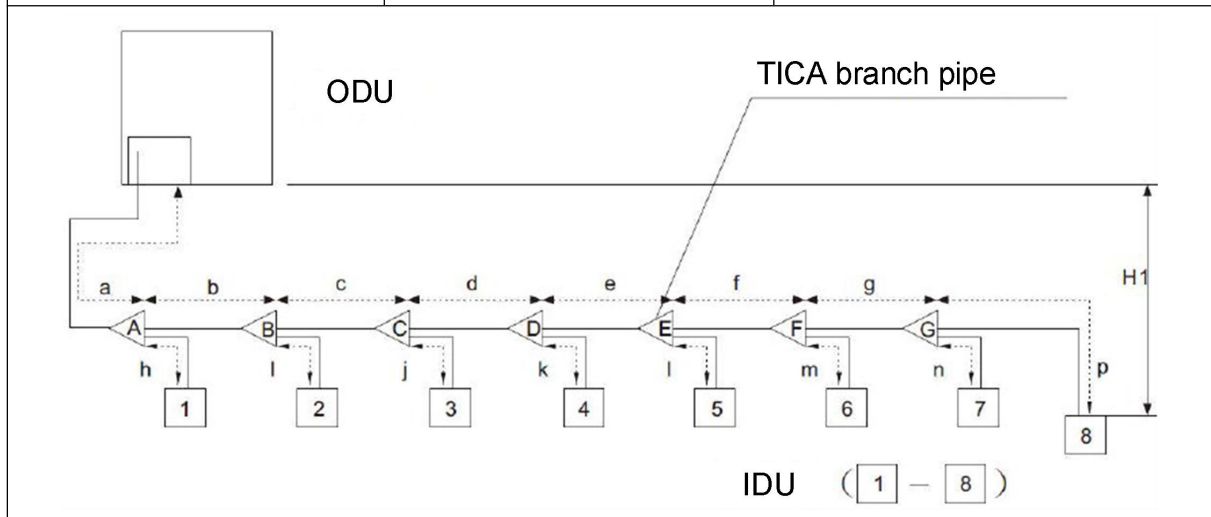 ODU
TICA branch pipe
H1
a b c d e f g
A B C D E F G
h l j k l m n p
1 2 3 4 5 6 7
8
IDU ( 1 — 8 )